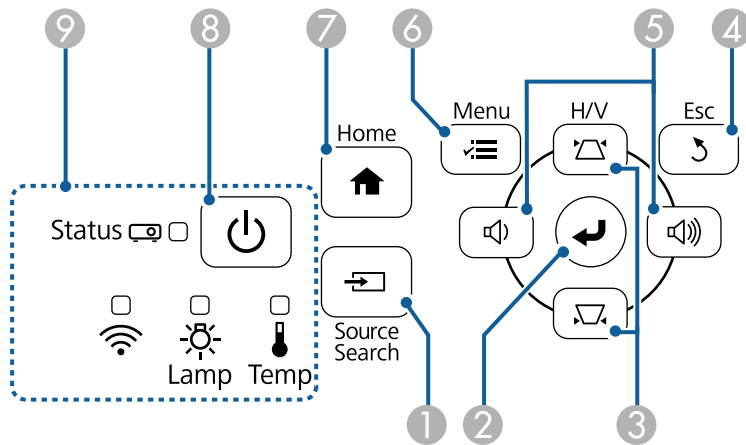 9 8 7 6 5 4
Menu H/V Esc
Home
Status
Source
Search
Lamp Temp
1 2 3